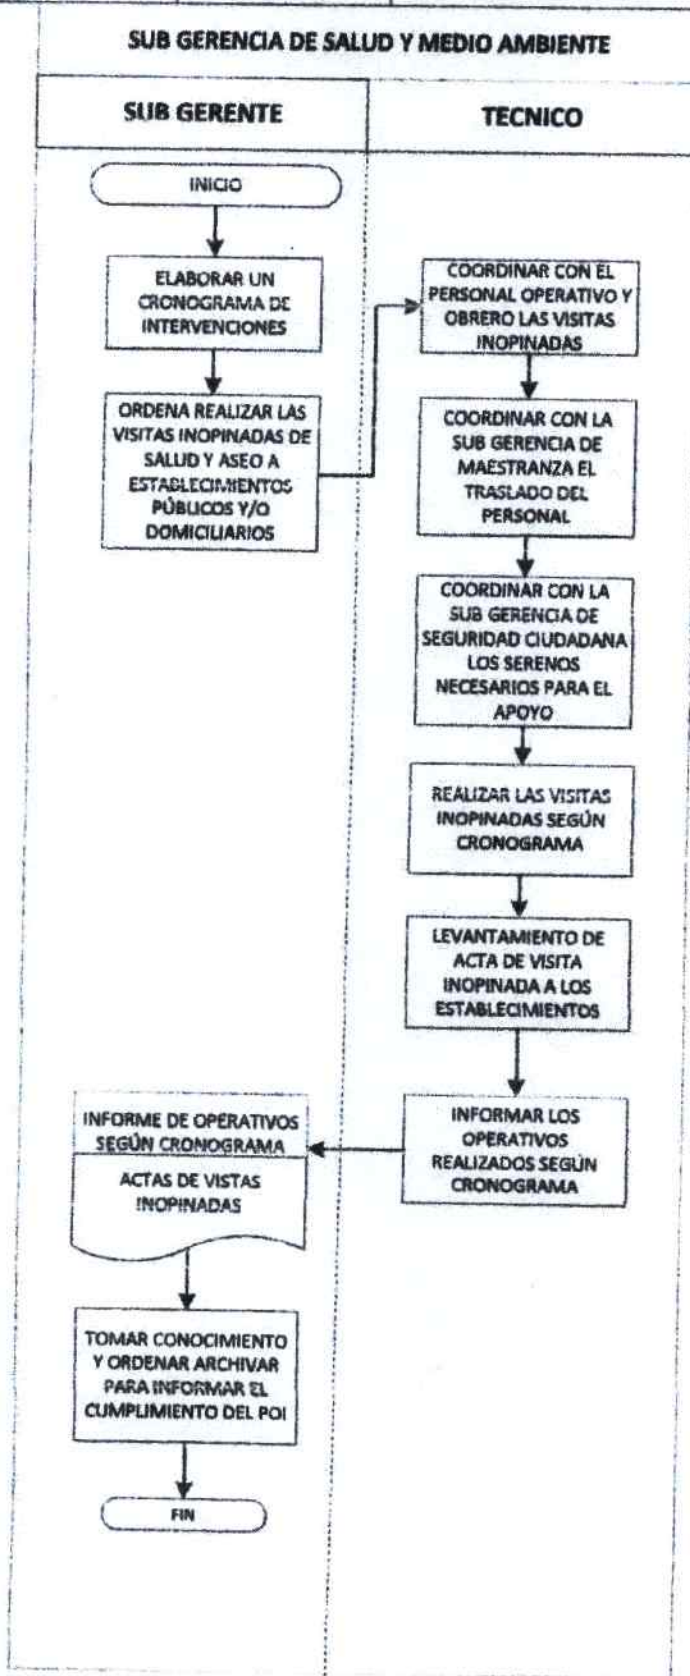 SUB GERENCIA DE SALUD Y MEDIO AMBIENTE
SUB GERENTE
TECNICO
INICIO
ELABORAR UN
CRONOGRAMA DE
INTERVENCIONES
ORDENA REALIZAR LAS
VISITAS INOPINADAS DE
SALUD Y ASEO A
ESTABLECIMIENTOS
PÚBLICOS Y/O
DOMICILIARIOS
COORDINAR CON EL
PERSONAL OPERATIVO Y
OBRERO LAS VISITAS
INOPINADAS
COORDINAR CON LA
SUB GERENCIA DE
MAESTRANZA EL
TRASLADO DEL
PERSONAL
COORDINAR CON LA
SUB GERENCIA DE
SEGURIDAD CIUDADANA
LOS SERENOS
NECESARIOS PARA EL
APOYO
REALIZAR LAS VISITAS
INOPINADAS SEGÚN
CRONOGRAMA
LEVANTAMIENTO DE
ACTA DE VISITA
INOPINADA A LOS
ESTABLECIMIENTOS
INFORMAR LOS
OPERATIVOS
REALIZADOS SEGÚN
CRONOGRAMA
INFORME DE OPERATIVOS
SEGÚN CRONOGRAMA
ACTAS DE VISTAS
INOPINADAS
TOMAR CONOCIMIENTO
Y ORDENAR ARCHIVAR
PARA INFORMAR EL
CUMPLIMIENTO DEL POI
FIN